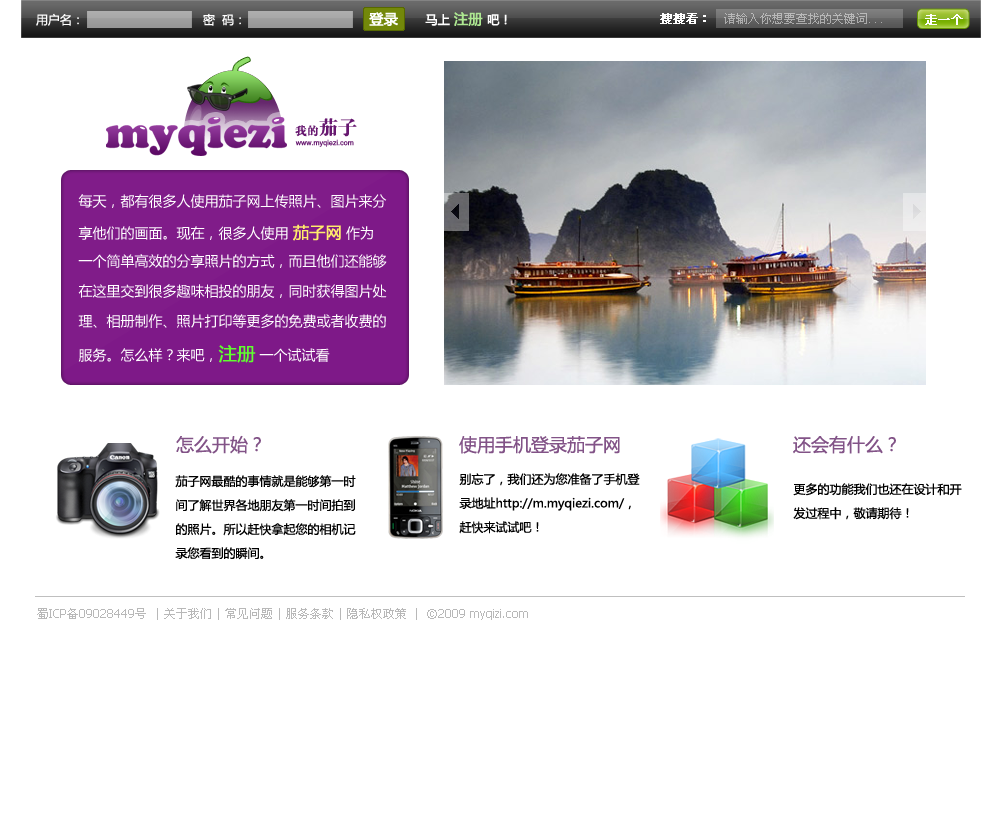 用户名： 密 码： 登录 马上 注册 吧！ 搜搜看： 请输入你想要查找的关键词... 走一个
myqiezi 我的茄子
www.myqiezi.com
每天，都有很多人使用茄子网上传照片、图片来分
享他们的画面。现在，很多人使用 茄子网 作为
一个简单高效的分享照片的方式，而且他们还能够
在这里交到很多趣味相投的朋友，同时获得图片处
理、相册制作、照片打印等更多的免费或者收费的
服务。怎么样？来吧，注册 一个试试看
Canon
怎么开始？
茄子网最酷的事情就是能够第一时
间了解世界各地朋友第一时间拍到
的照片。所以赶快拿起您的相机记
录您看到的瞬间。
NOKIA
使用手机登录茄子网
别忘了，我们还为您准备了手机登
录地址http://m.myqiezi.com/，
赶快来试试吧！
还会有什么？
更多的功能我们也还在设计和开
发过程中，敬请期待！
蜀ICP备09028449号 | 关于我们 | 常见问题 | 服务条款 | 隐私权政策 | ©2009 myqizi.com